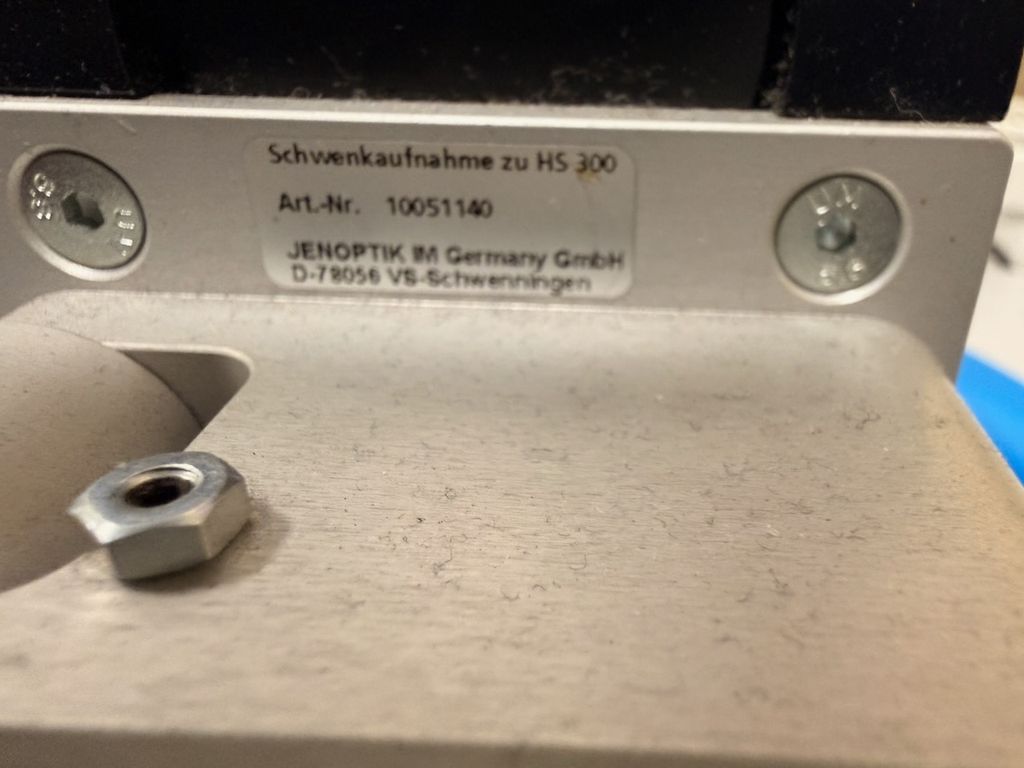 Schwenkaufnahme zu HS 300
Art.-Nr. 10051140
JENOPTIK IM Germany GmbH
D-78056 VS-Schwenningen